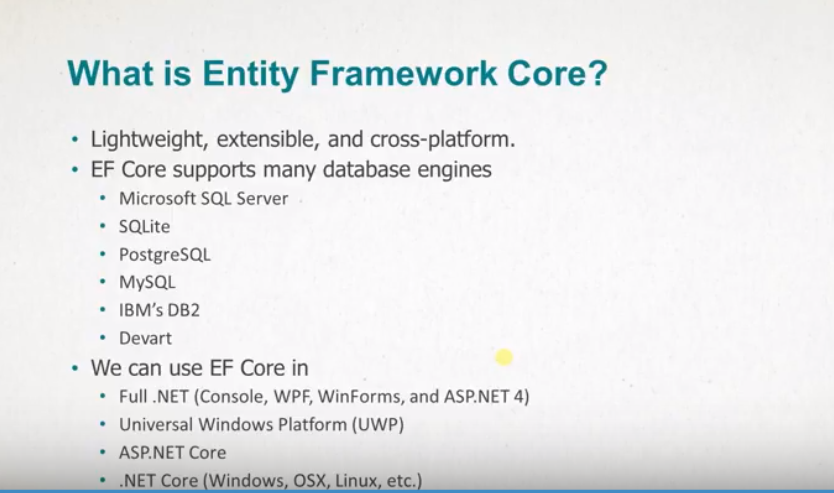 What is Entity Framework Core?
• Lightweight, extensible, and cross-platform.
• EF Core supports many database engines
• Microsoft SQL Server
• SQLite
• PostgreSQL
• MySQL
• IBM's DB2
• Devart
• We can use EF Core in
• Full .NET (Console, WPF, WinForms, and ASP.NET 4)
• Universal Windows Platform (UWP)
• ASP.NET Core
• .NET Core (Windows, OSX, Linux, etc.)